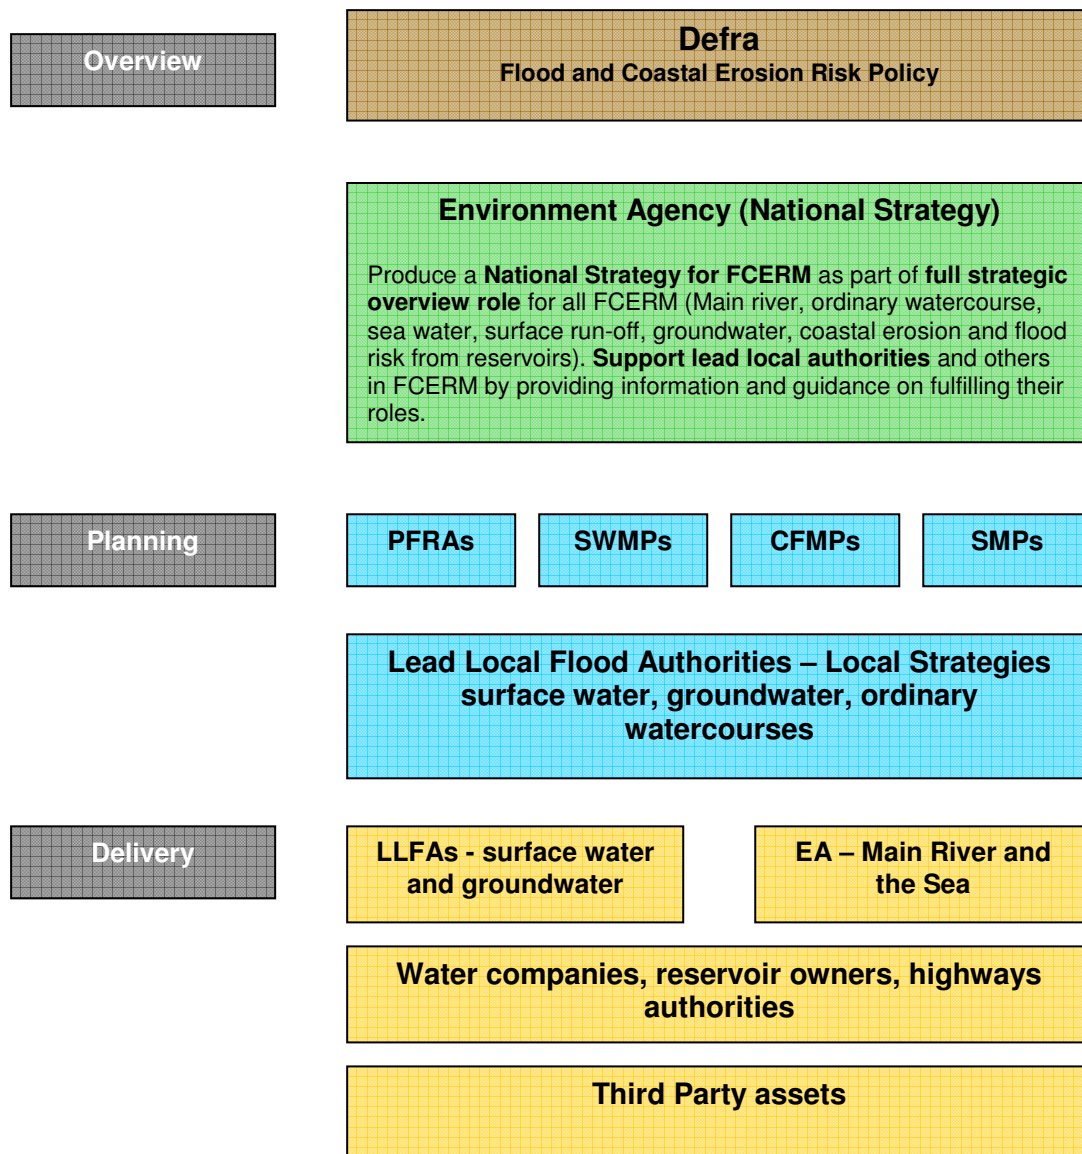 Overview
Defra
Flood and Coastal Erosion Risk Policy
Environment Agency (National Strategy)
Produce a National Strategy for FCERM as part of full strategic
overview role for all FCERM (Main river, ordinary watercourse,
sea water, surface run-off, groundwater, coastal erosion and flood
risk from reservoirs). Support lead local authorities and others
in FCERM by providing information and guidance on fulfilling their
roles.
Planning
PFRAs
SWMPs
CFMPs
SMPs
Lead Local Flood Authorities – Local Strategies
surface water, groundwater, ordinary
watercourses
Delivery
LLFAs - surface water
and groundwater
EA – Main River and
the Sea
Water companies, reservoir owners, highways
authorities
Third Party assets